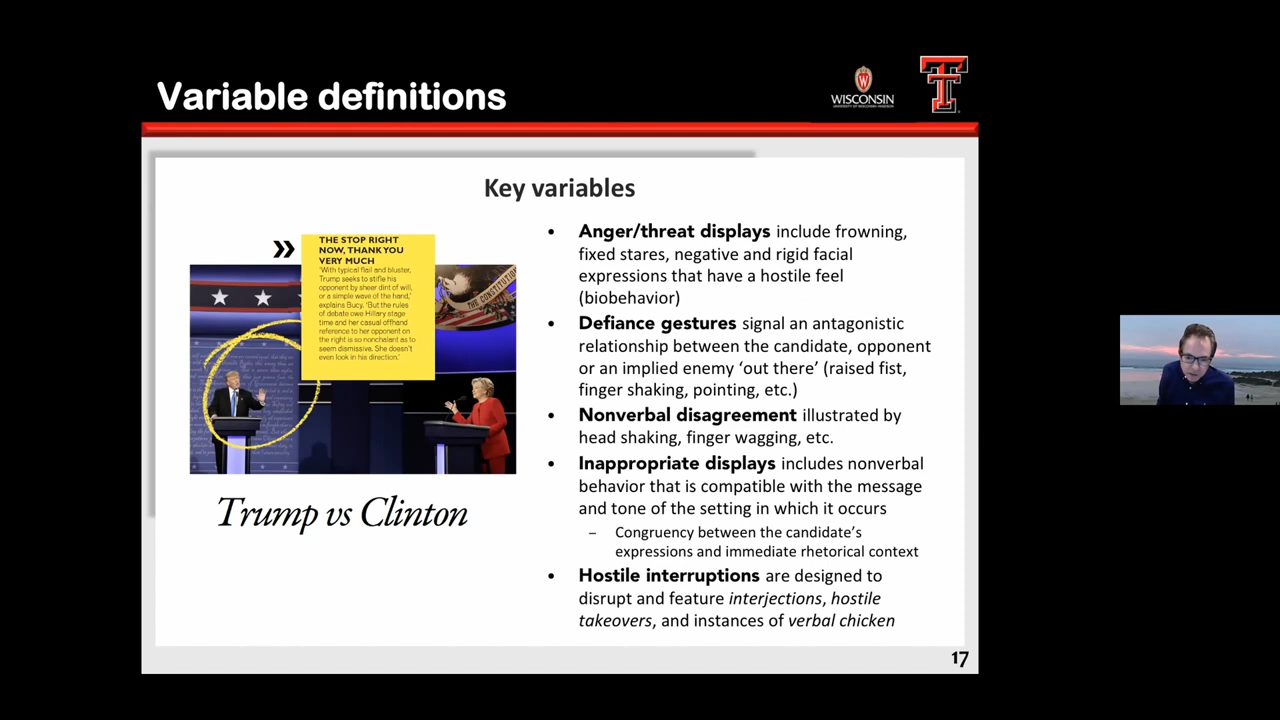 Variable definitions
WISCONSIN
UNIVERSITY OF WISCONSIN-MADISON
Key variables
»
THE STOP RIGHT
NOW, THANK YOU
VERY MUCH
'With typical flail and bluster,
Trump seeks to stifle his
opponent by sheer dint of will,
or a simple wave of the hand,'
explains Bucy. 'But the rules
of debate owe Hillary stage
time and her casual offhand
reference to her opponent on
the right is so nonchalant as to
seem dismissive. She doesn't
even look in his direction.'
THE CONSTITUTION
Trump vs Clinton
• Anger/threat displays include frowning,
fixed stares, negative and rigid facial
expressions that have a hostile feel
(biobehavior)
• Defiance gestures signal an antagonistic
relationship between the candidate, opponent
or an implied enemy ‘out there’ (raised fist,
finger shaking, pointing, etc.)
• Nonverbal disagreement illustrated by
head shaking, finger wagging, etc.
• Inappropriate displays includes nonverbal
behavior that is compatible with the message
and tone of the setting in which it occurs
– Congruency between the candidate’s
expressions and immediate rhetorical context
• Hostile interruptions are designed to
disrupt and feature interjections, hostile
takeovers, and instances of verbal chicken
17